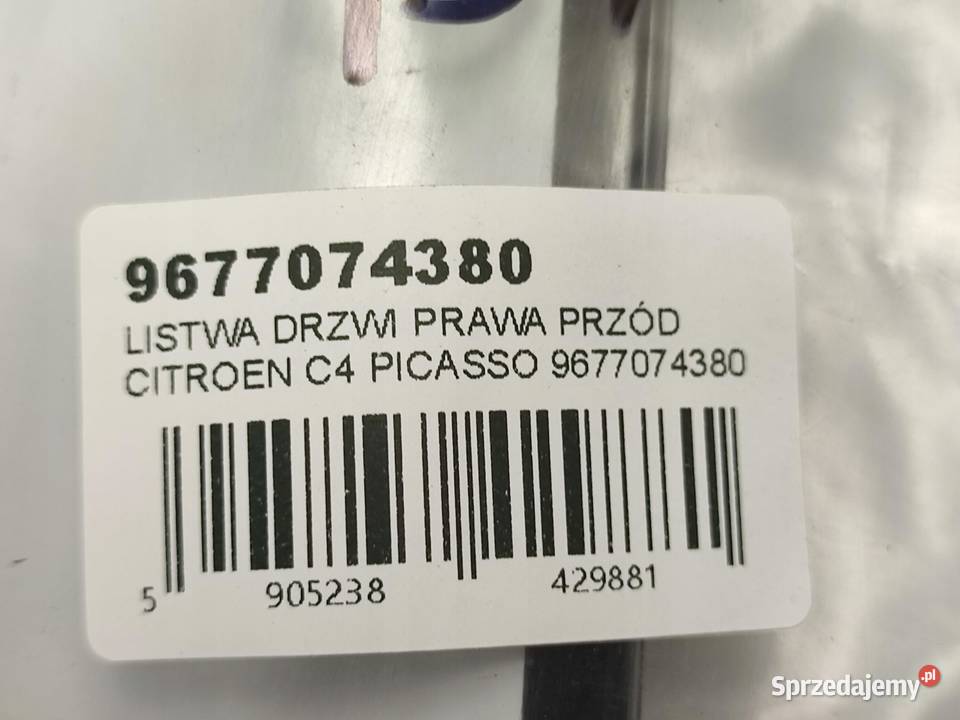 9677074380
LISTWA DRZWI PRAWA PRZÓD
CITROEN C4 PICASSO 9677074380
5 905238 429881
Sprzedajemy.pl